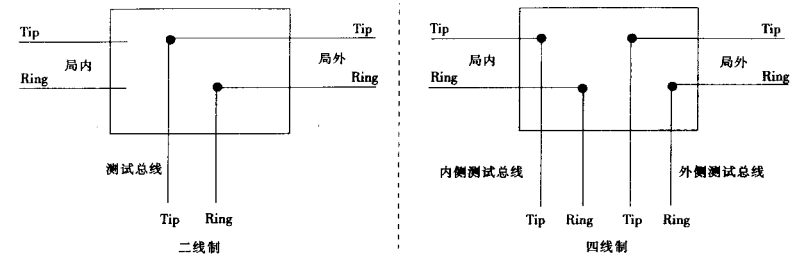 Tip
Tip
局内
局外
Ring
Ring
测试总线
Tip
Ring
二线制
Tip
Tip
局内
局外
Ring
Ring
内侧测试总线
外侧测试总线
Tip
Ring
Tip
Ring
四线制